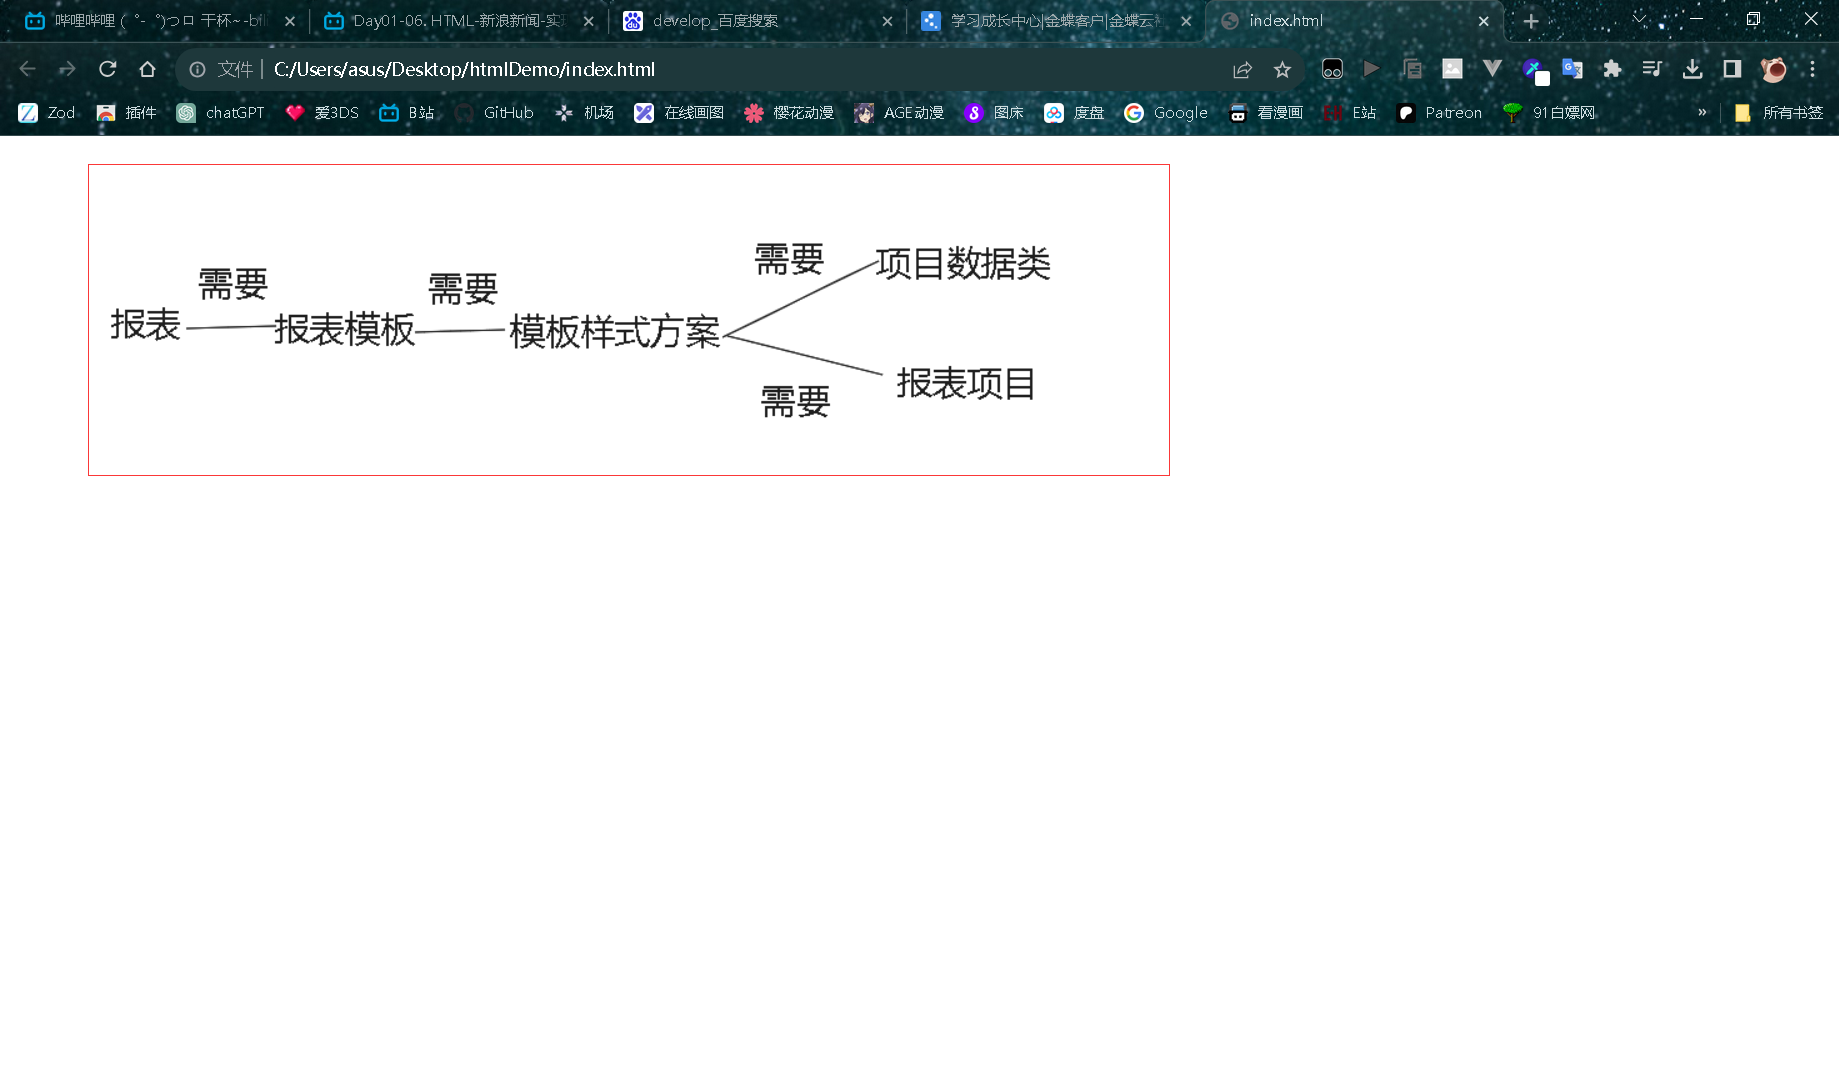 哔哩哔哩 (゜-゜)つロ 干杯~-bili
Day01-06. HTML-新浪新闻-实现
develop_百度搜索
学习成长中心|金蝶客户|金蝶云社
index.html
文件 C:/Users/asus/Desktop/htmlDemo/index.html
Zod 插件 chatGPT 爱3DS B站 GitHub 机场 在线画图 樱花动漫 AGE动漫 图床 度盘 Google 看漫画 E站 Patreon 91白嫖网 » 所有书签
需要 项目数据类
需要 需要
报表 报表模板 模板样式方案
报表项目
需要